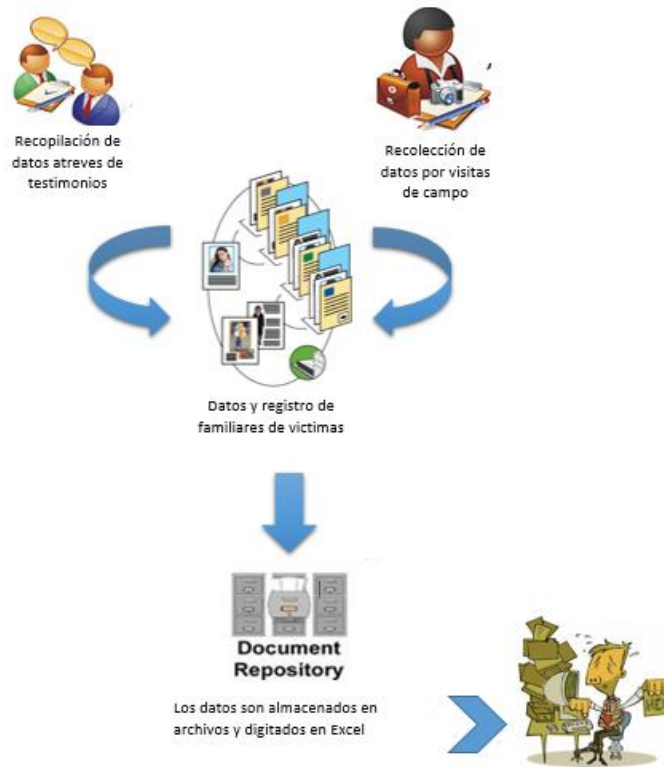 Recopilación de
datos atreves de
testimonios
Recolección de
datos por visitas
de campo
Datos y registro de
familiares de victimas
Document
Repository
Los datos son almacenados en
archivos y digitados en Excel